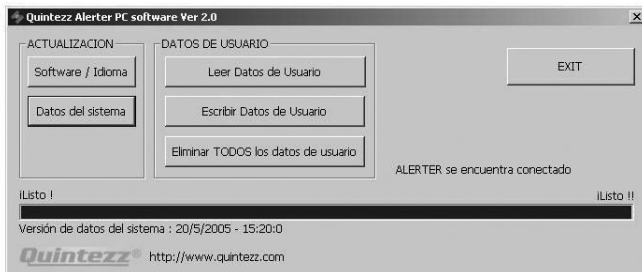 Quintezz Alerter PC software Ver 2.0
ACTUALIZACION
DATOS DE USUARIO
Software / Idioma
Leer Datos de Usuario
EXIT
Datos del sistema
Escribir Datos de Usuario
Eliminar TODOS los datos de usuario
ALERTER se encuentra conectado
¡Listo !
¡Listo !!
Versión de datos del sistema : 20/5/2005 - 15:20:0
Quintezz® http://www.quintezz.com